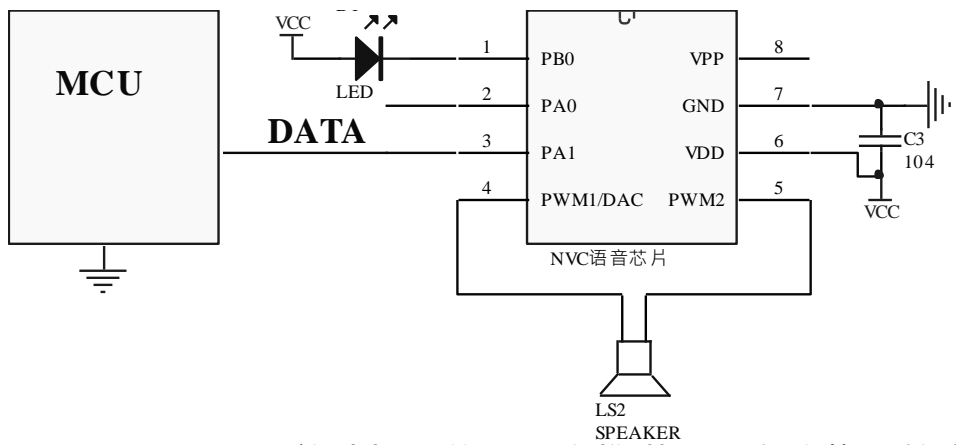 VCC
LED
MCU
DATA
1
2
3
4
PB0
PA0
PA1
PWM1/DAC
VPP
GND
VDD
PWM2
8
7
6
5
C3
104
VCC
NVC语音芯片
LS2
SPEAKER